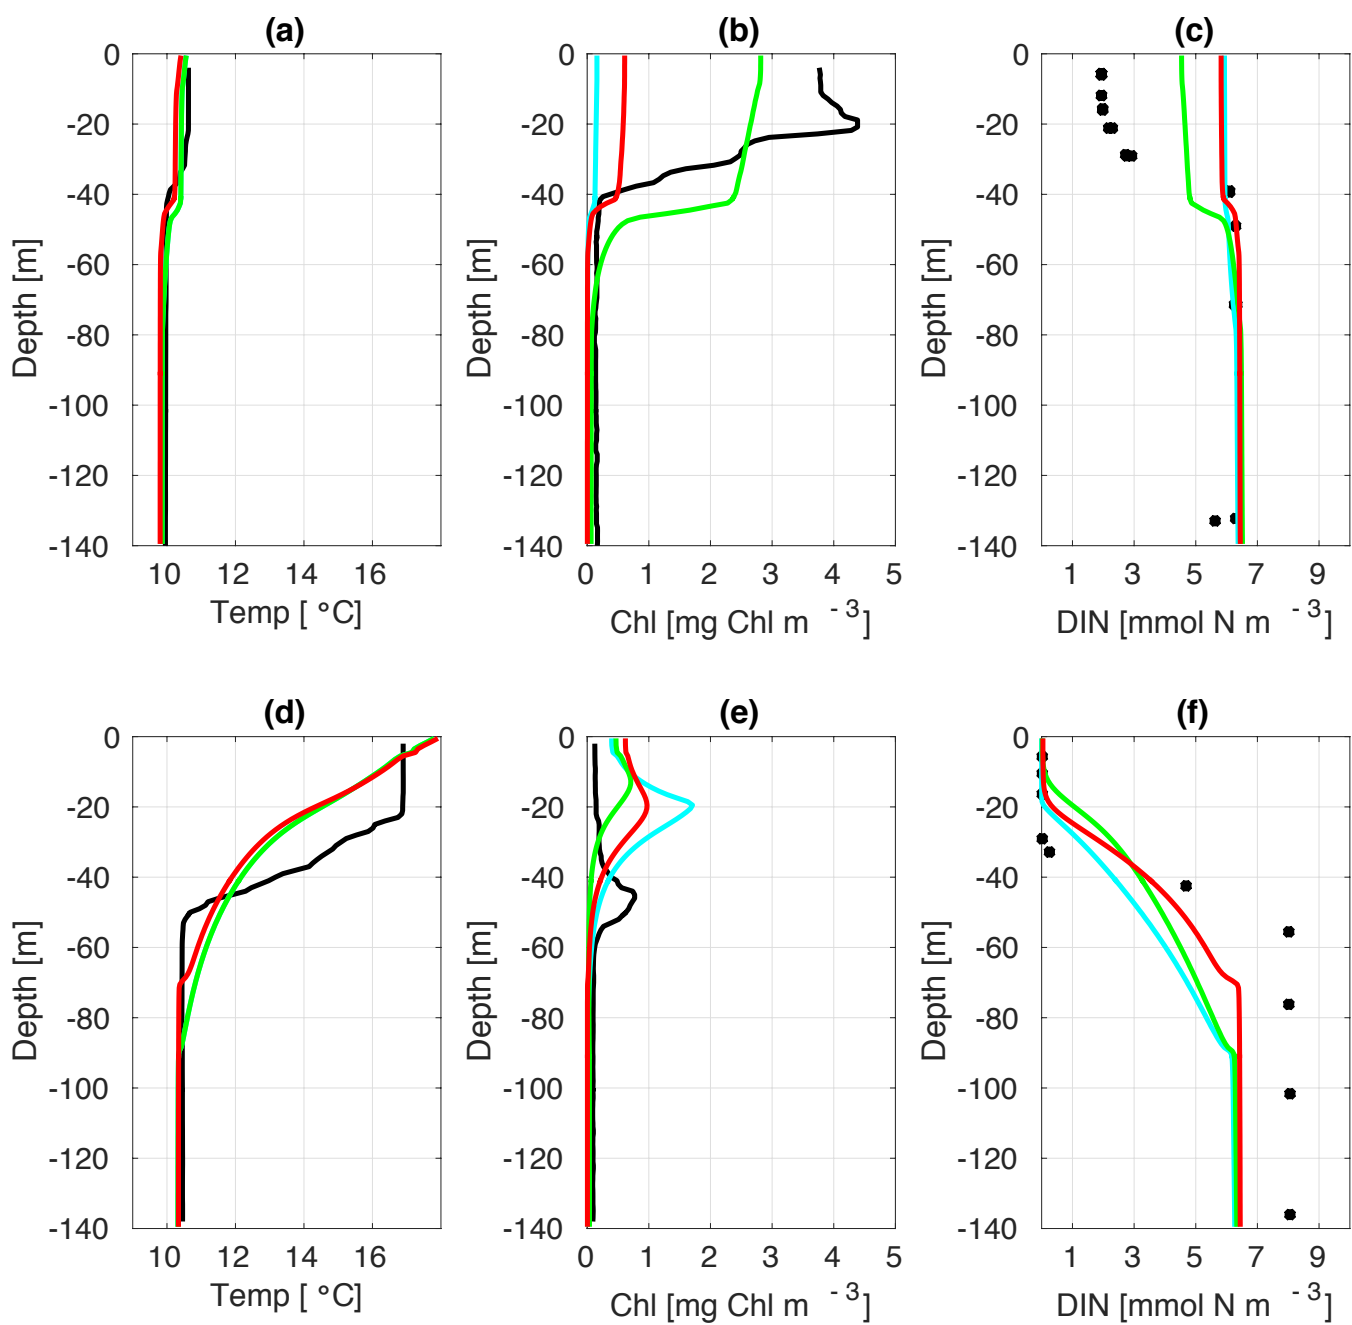 (a)
(b)
(c)
0
-20
-40
-60
-80
-100
-120
-140
Depth [m]
10 12 14 16
Temp [ °C]
0
-20
-40
-60
-80
-100
-120
-140
Depth [m]
0 1 2 3 4 5
Chl [mg Chl m ⁻³]
0
-20
-40
-60
-80
-100
-120
-140
Depth [m]
1 3 5 7 9
DIN [mmol N m ⁻³]
(d)
(e)
(f)
0
-20
-40
-60
-80
-100
-120
-140
Depth [m]
10 12 14 16
Temp [ °C]
0
-20
-40
-60
-80
-100
-120
-140
Depth [m]
0 1 2 3 4 5
Chl [mg Chl m ⁻³]
0
-20
-40
-60
-80
-100
-120
-140
Depth [m]
1 3 5 7 9
DIN [mmol N m ⁻³]